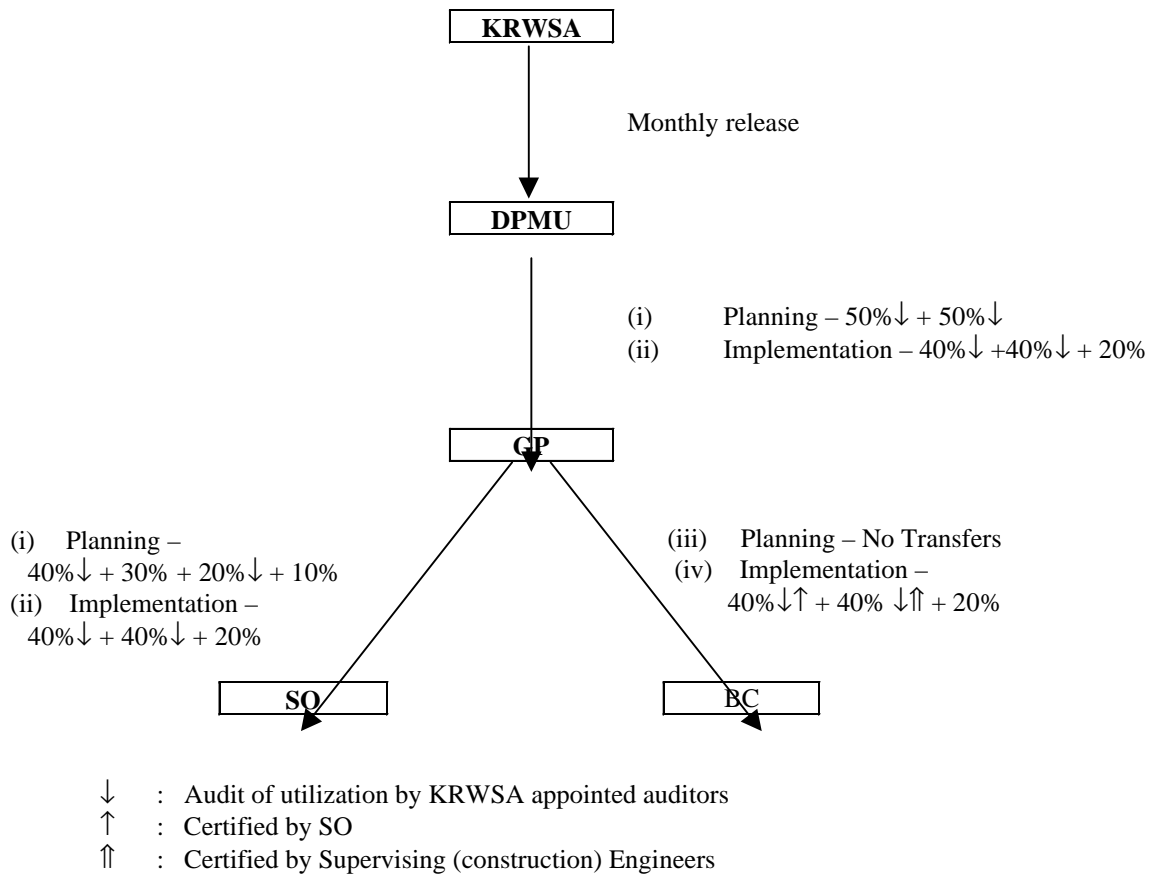 KRWSA
Monthly release
DPMU
(i) Planning – 50%↓ + 50%↓
(ii) Implementation – 40%↓ +40%↓ + 20%
GP
(i) Planning –
40%↓ + 30% + 20%↓ + 10%
(ii) Implementation –
40%↓ + 40%↓ + 20%
(iii) Planning – No Transfers
(iv) Implementation –
40%↓↑ + 40% ↓⇑ + 20%
SO
BC
↓ : Audit of utilization by KRWSA appointed auditors
↑ : Certified by SO
⇑ : Certified by Supervising (construction) Engineers